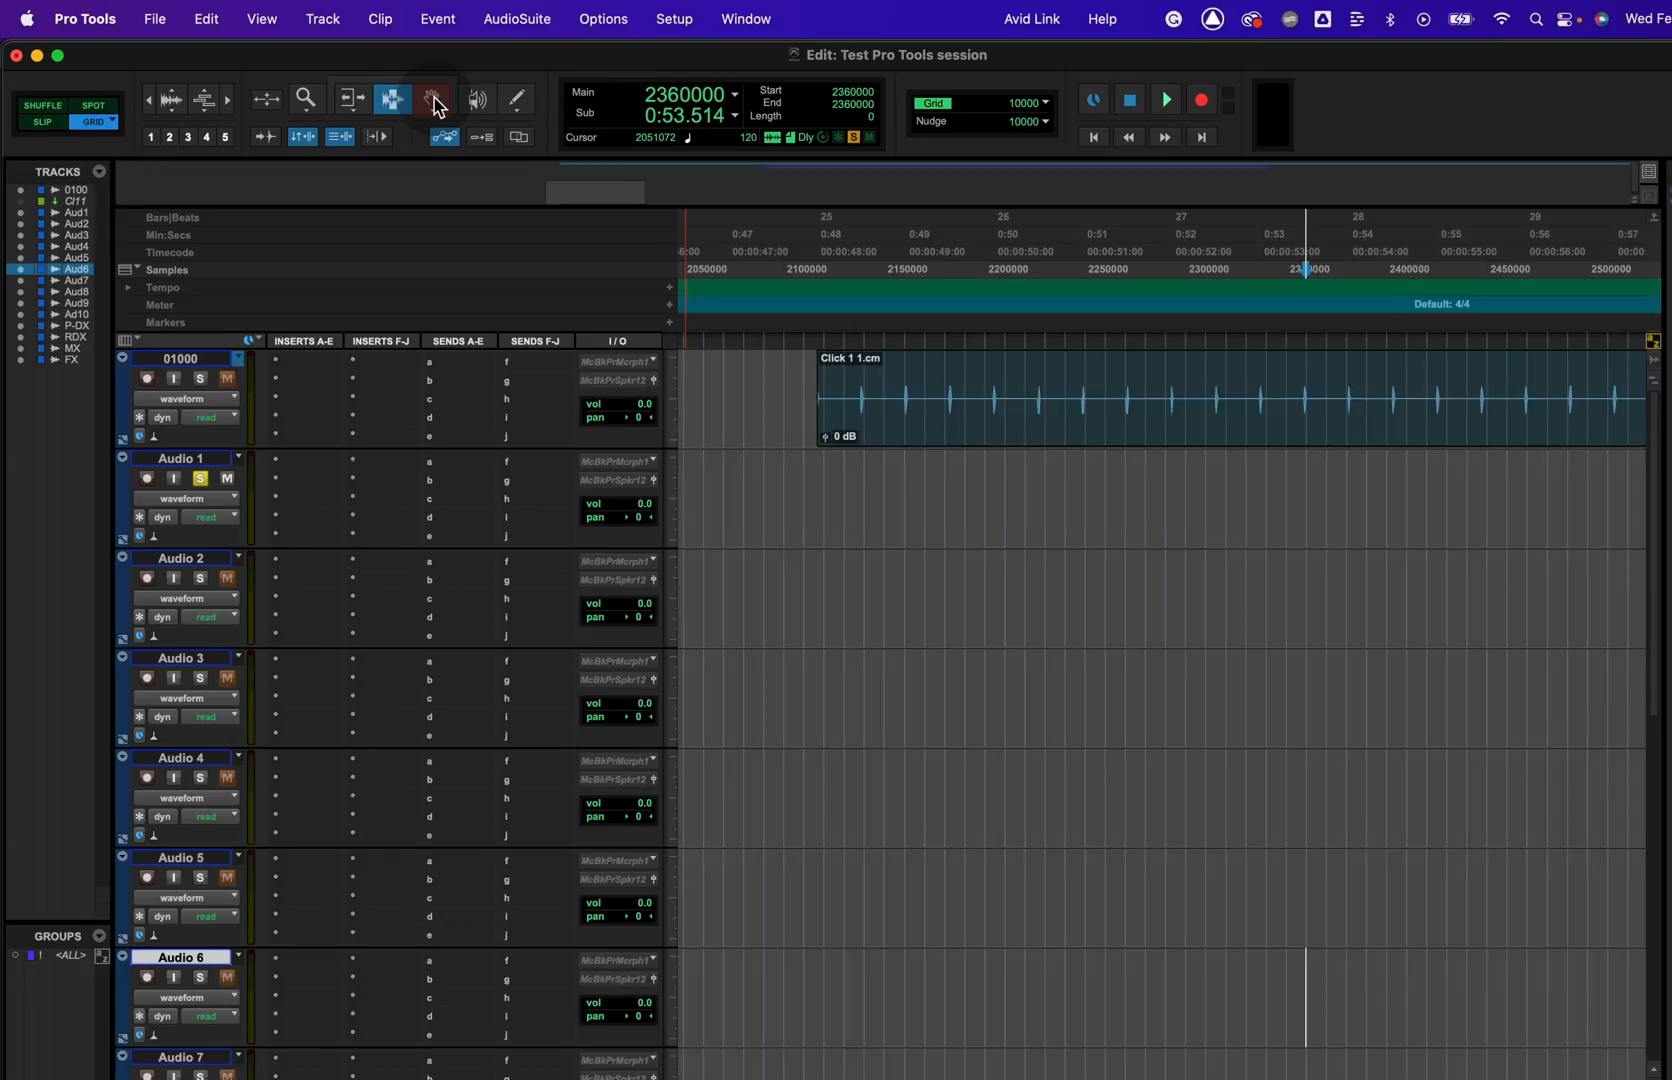 Pro Tools File Edit View Track Clip Event AudioSuite Options Setup Window Avid Link Help Wed Fe
Edit: Test Pro Tools session
SHUFFLE SPOT
SLIP GRID
1 2 3 4 5
Main 2360000
Sub 0:53.514
Start 2360000
End 2360000
Length 0
Cursor 2051072 120 Dly S M
Grid 10000
Nudge 10000
TRACKS
0100
Cl11
Aud1
Aud2
Aud3
Aud4
Aud5
Aud6
Aud7
Aud8
Aud9
Ad10
P-DX
RDX
MX
FX
GROUPS
! <ALL> a z
Bars|Beats 25 26 27 28 29
Min:Secs 0:47 0:48 0:49 0:50 0:51 0:52 0:53 0:54 0:55 0:56 0:57
Timecode 00:00:47:00 00:00:48:00 00:00:49:00 00:00:50:00 00:00:51:00 00:00:52:00 00:00:53:00 00:00:54:00 00:00:55:00 00:00:56:00 00:00:
Samples 2050000 2100000 2150000 2200000 2250000 2300000 2400000 2450000 2500000
Tempo
Meter Default: 4/4
Markers
INSERTS A-E INSERTS F-J SENDS A-E SENDS F-J I / O
01000 a f McBkPrMcrph1
I S M b g McBkPrSpkr12
waveform c h vol 0.0
dyn read d i pan 0
e j
Click 1 1.cm
0 dB
Audio 1 a f McBkPrMcrph1
I S M b g McBkPrSpkr12
waveform c h vol 0.0
dyn read d i pan 0
e j
Audio 2 a f McBkPrMcrph1
I S M b g McBkPrSpkr12
waveform c h vol 0.0
dyn read d i pan 0
e j
Audio 3 a f McBkPrMcrph1
I S M b g McBkPrSpkr12
waveform c h vol 0.0
dyn read d i pan 0
e j
Audio 4 a f McBkPrMcrph1
I S M b g McBkPrSpkr12
waveform c h vol 0.0
dyn read d i pan 0
e j
Audio 5 a f McBkPrMcrph1
I S M b g McBkPrSpkr12
waveform c h vol 0.0
dyn read d i pan 0
e j
Audio 6 a f McBkPrMcrph1
I S M b g McBkPrSpkr12
waveform c h vol 0.0
dyn read d i pan 0
e j
Audio 7 a f McBkPrMcrph1
I S M b g